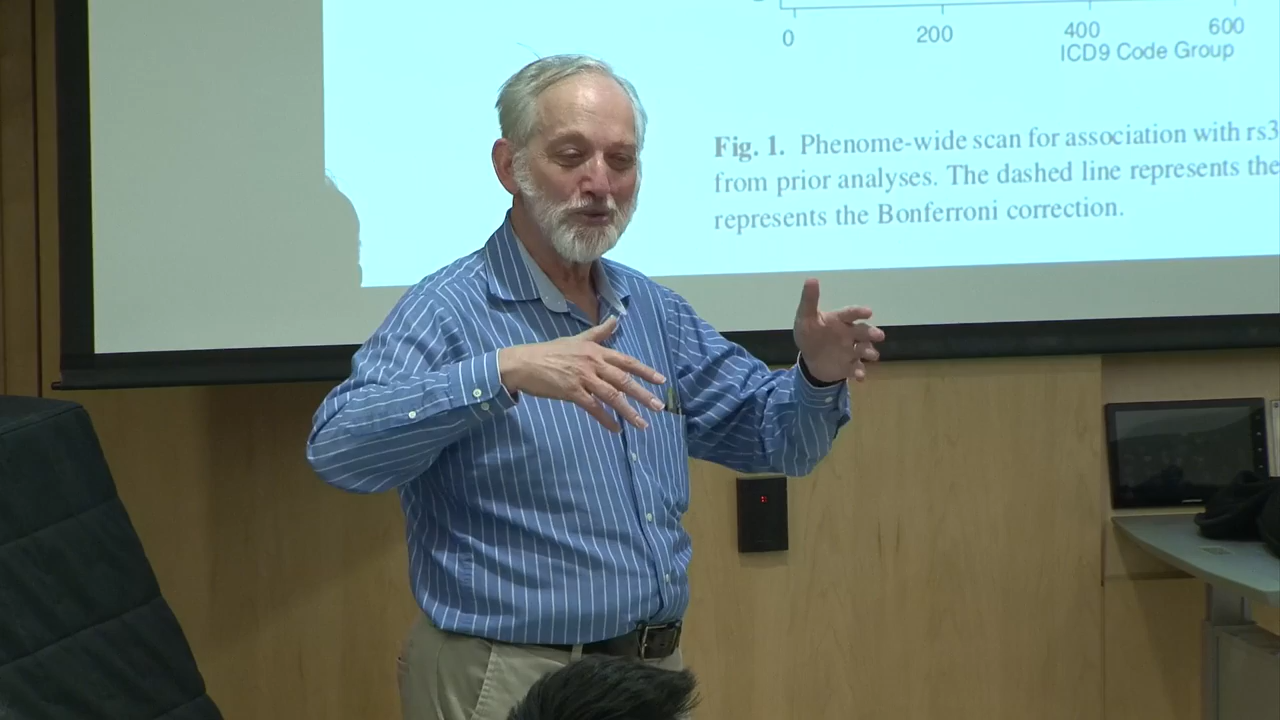 0 200 400 600
ICD9 Code Group
Fig. 1. Phenome-wide scan for association with rs3
from prior analyses. The dashed line represents the
represents the Bonferroni correction.